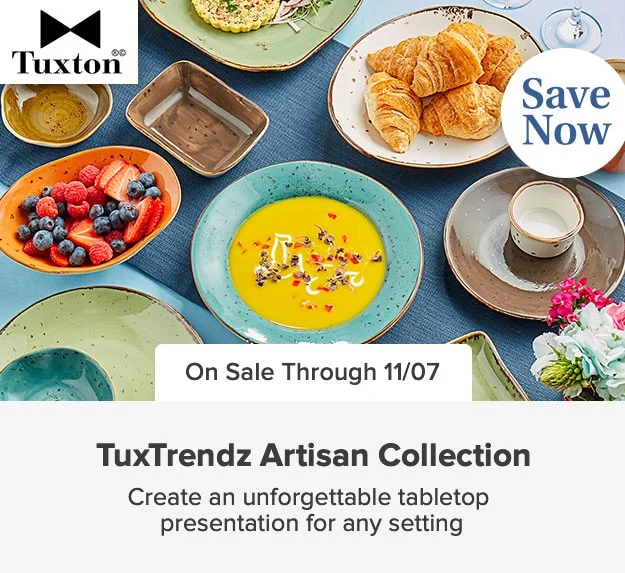 Tuxton®©
Save
Now
On Sale Through 11/07
TuxTrendz Artisan Collection
Create an unforgettable tabletop
presentation for any setting